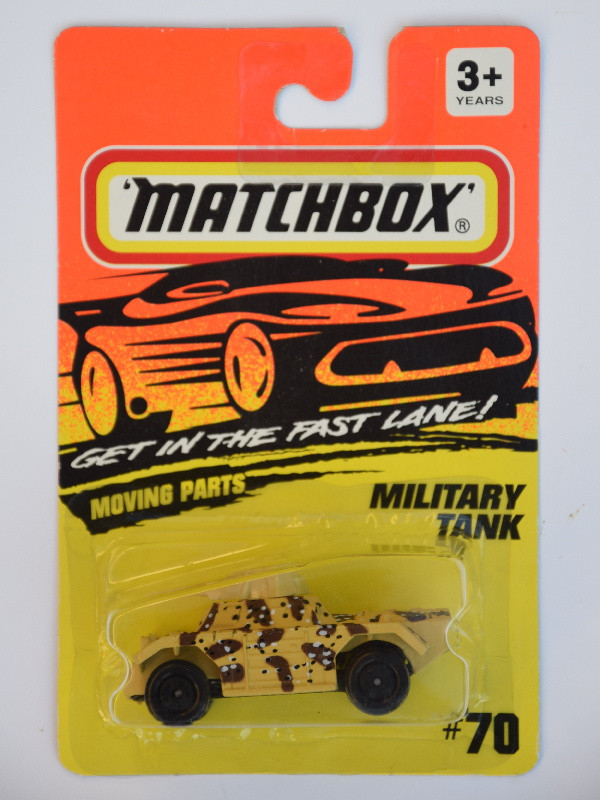 3+
YEARS
'MATCHBOX'®
GET IN THE FAST LANE!
MOVING PARTS
MILITARY
TANK
#70